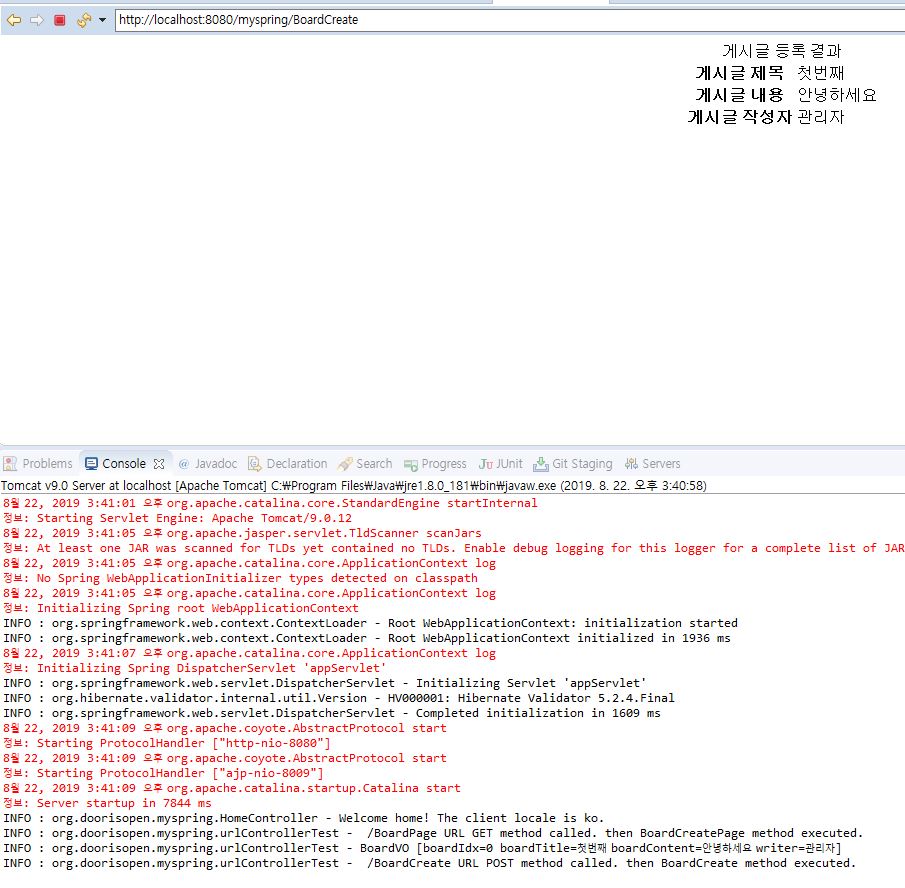 http://localhost:8080/myspring/BoardCreate
게시글 등록 결과
게시글 제목 첫번째
게시글 내용 안녕하세요
게시글 작성자 관리자
Problems Console Javadoc Declaration Search Progress JUnit Git Staging Servers
Tomcat v9.0 Server at localhost [Apache Tomcat] C:₩Program Files₩Java₩jre1.8.0_181₩bin₩javaw.exe (2019. 8. 22. 오후 3:40:58)
8월 22, 2019 3:41:01 오후 org.apache.catalina.core.StandardEngine startInternal
정보: Starting Servlet Engine: Apache Tomcat/9.0.12
8월 22, 2019 3:41:05 오후 org.apache.jasper.servlet.TldScanner scanJars
정보: At least one JAR was scanned for TLDs yet contained no TLDs. Enable debug logging for this logger for a complete list of JAR
8월 22, 2019 3:41:05 오후 org.apache.catalina.core.ApplicationContext log
정보: No Spring WebApplicationInitializer types detected on classpath
8월 22, 2019 3:41:05 오후 org.apache.catalina.core.ApplicationContext log
정보: Initializing Spring root WebApplicationContext
INFO : org.springframework.web.context.ContextLoader - Root WebApplicationContext: initialization started
INFO : org.springframework.web.context.ContextLoader - Root WebApplicationContext initialized in 1936 ms
8월 22, 2019 3:41:07 오후 org.apache.catalina.core.ApplicationContext log
정보: Initializing Spring DispatcherServlet 'appServlet'
INFO : org.springframework.web.servlet.DispatcherServlet - Initializing Servlet 'appServlet'
INFO : org.hibernate.validator.internal.util.Version - HV000001: Hibernate Validator 5.2.4.Final
INFO : org.springframework.web.servlet.DispatcherServlet - Completed initialization in 1609 ms
8월 22, 2019 3:41:09 오후 org.apache.coyote.AbstractProtocol start
정보: Starting ProtocolHandler ["http-nio-8080"]
8월 22, 2019 3:41:09 오후 org.apache.coyote.AbstractProtocol start
정보: Starting ProtocolHandler ["ajp-nio-8009"]
8월 22, 2019 3:41:09 오후 org.apache.catalina.startup.Catalina start
정보: Server startup in 7844 ms
INFO : org.doorisopen.myspring.HomeController - Welcome home! The client locale is ko.
INFO : org.doorisopen.myspring.urlControllerTest -  /BoardPage URL GET method called. then BoardCreatePage method executed.
INFO : org.doorisopen.myspring.urlControllerTest - BoardVO [boardIdx=0 boardTitle=첫번째 boardContent=안녕하세요 writer=관리자]
INFO : org.doorisopen.myspring.urlControllerTest -  /BoardCreate URL POST method called. then BoardCreate method executed.